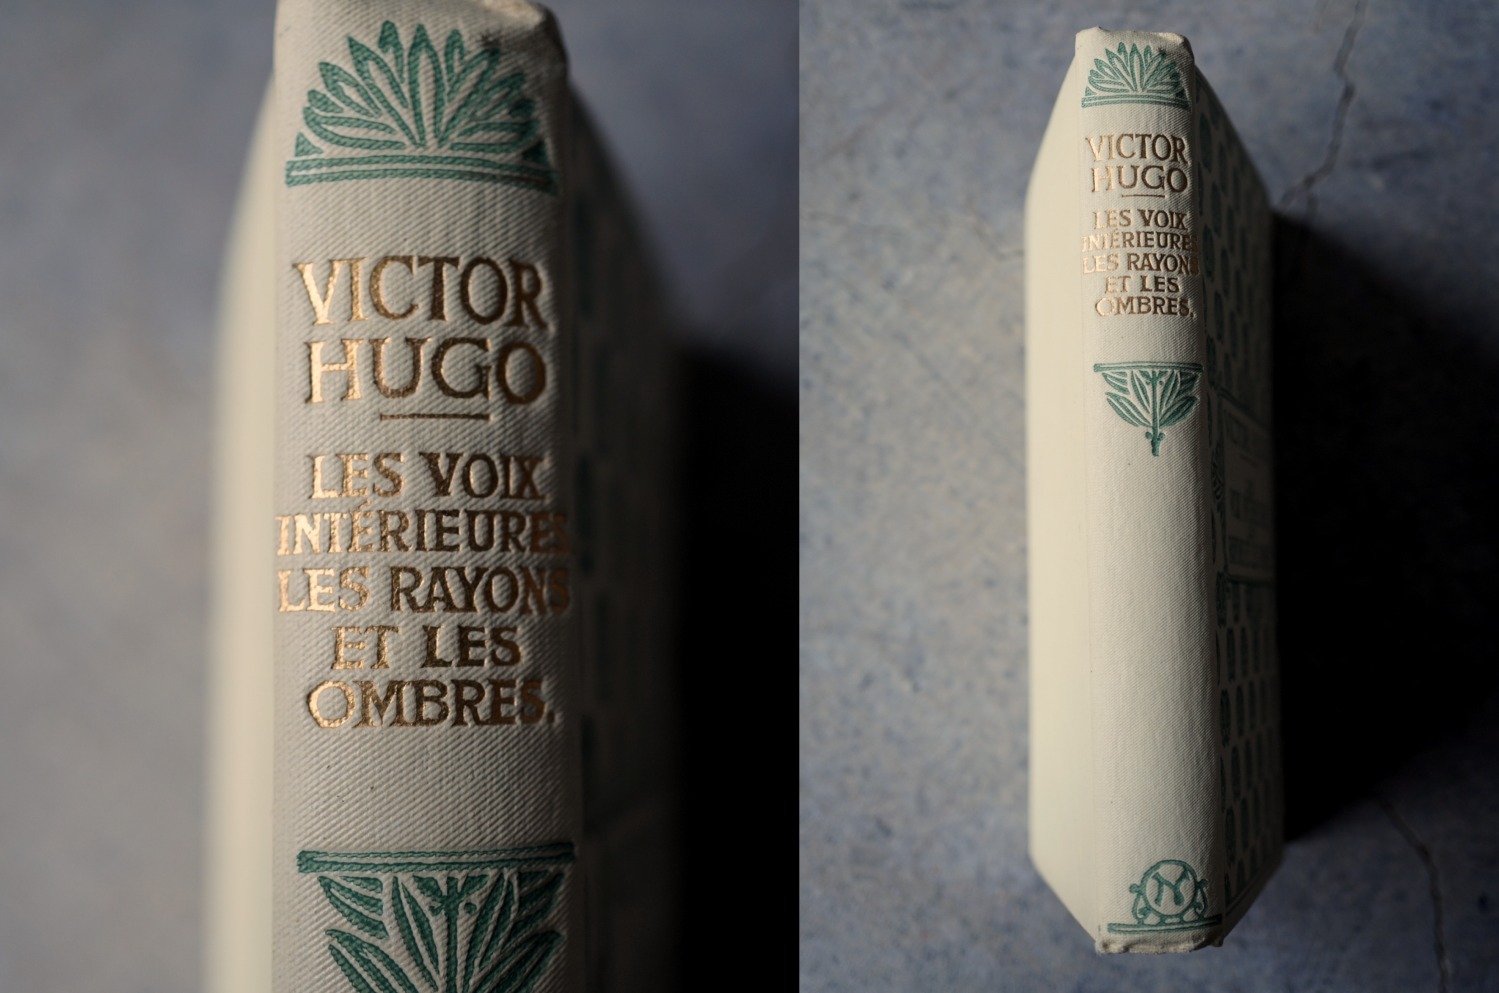 VICTOR
HUGO
LES VOIX
INTÉRIEURES
LES RAYONS
ET LES
OMBRES.
VICTOR
HUGO
LES VOIX
INTÉRIEURES
LES RAYONS
ET LES
OMBRES.
N